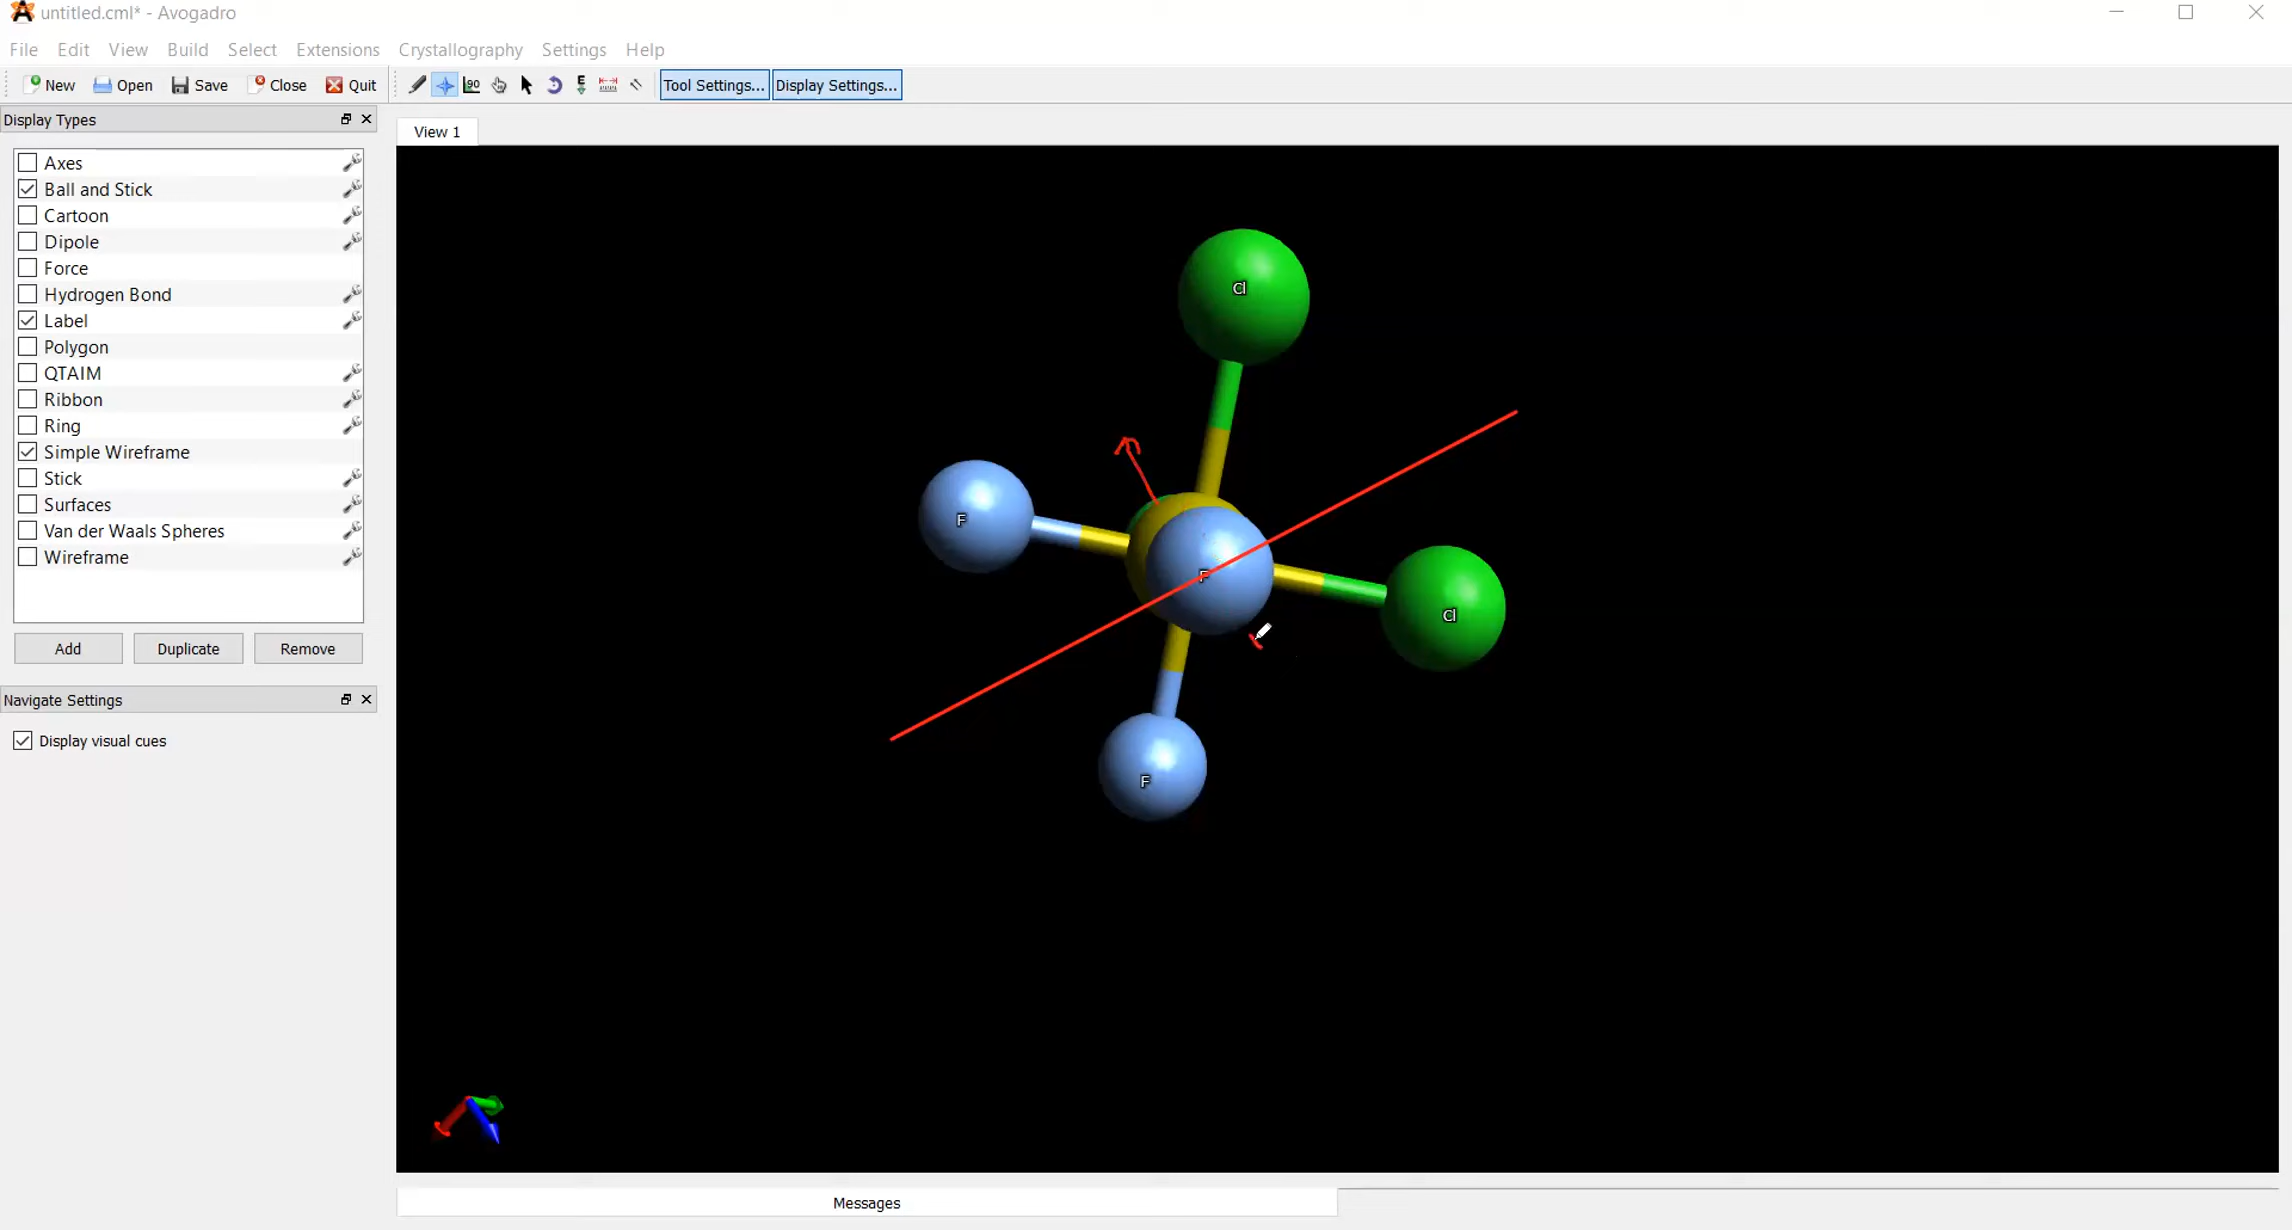 untitled.cml* - Avogadro
File Edit View Build Select Extensions Crystallography Settings Help
New Open Save Close Quit Tool Settings... Display Settings...
Display Types
View 1
Axes
Ball and Stick
Cartoon
Dipole
Force
Hydrogen Bond
Label
Polygon
QTAIM
Ribbon
Ring
Simple Wireframe
Stick
Surfaces
Van der Waals Spheres
Wireframe
Add Duplicate Remove
Navigate Settings
Display visual cues
Cl
F
F
Cl
F
Messages